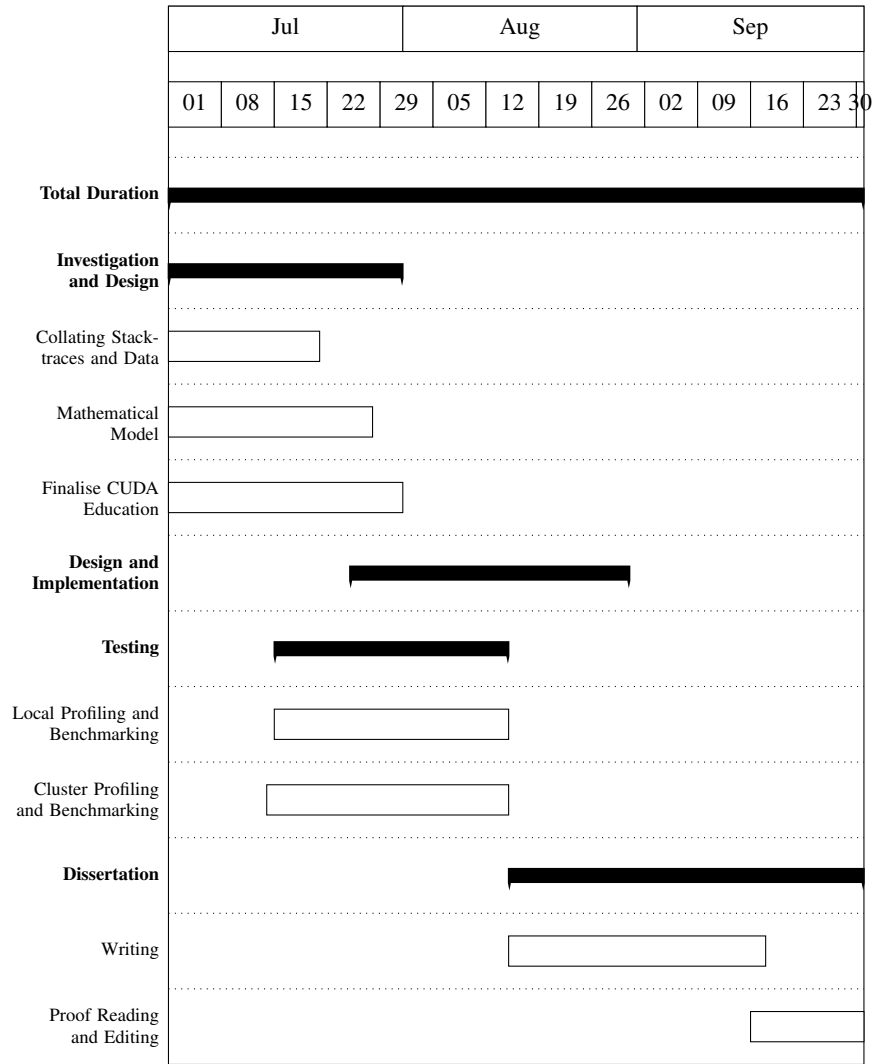 Jul Aug Sep
01 08 15 22 29 05 12 19 26 02 09 16 23 30
Total Duration
Investigation
and Design
Collating Stack-
traces and Data
Mathematical
Model
Finalise CUDA
Education
Design and
Implementation
Testing
Local Profiling and
Benchmarking
Cluster Profiling
and Benchmarking
Dissertation
Writing
Proof Reading
and Editing